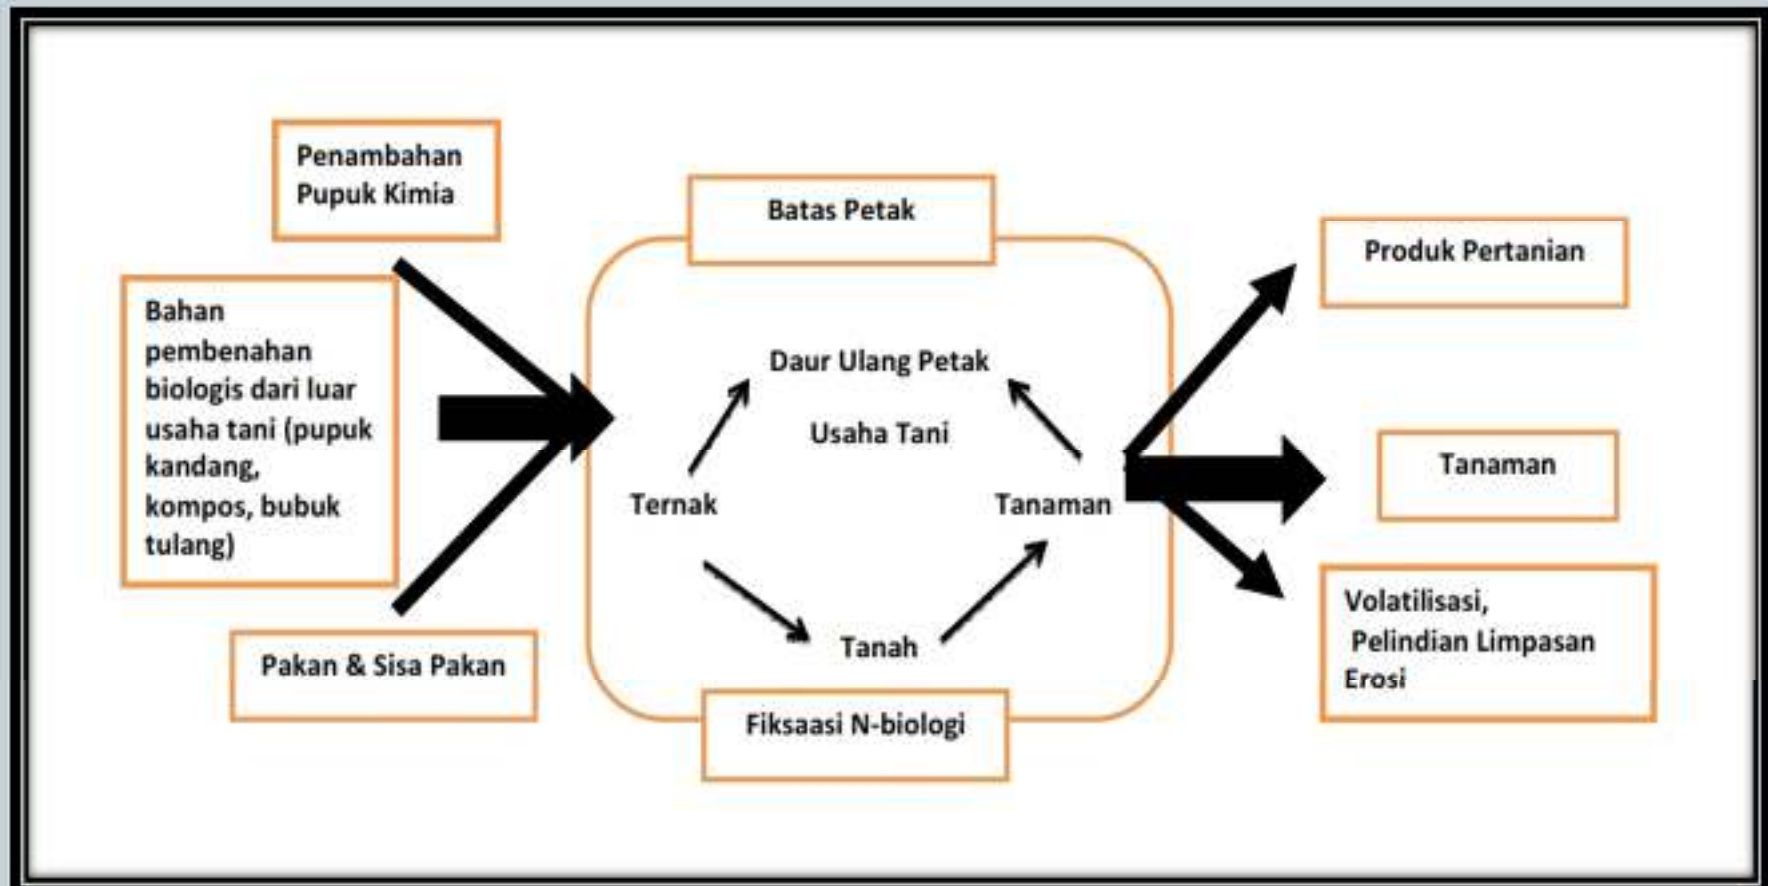 Penambahan
Pupuk Kimia
Bahan
pembenahan
biologis dari luar
usaha tani (pupuk
kandang,
kompos, bubuk
tulang)
Pakan & Sisa Pakan
Batas Petak
Daur Ulang Petak
Usaha Tani
Ternak
Tanaman
Tanah
Fiksaasi N-biologi
Produk Pertanian
Tanaman
Volatilisasi,
Pelindian Limpasan
Erosi